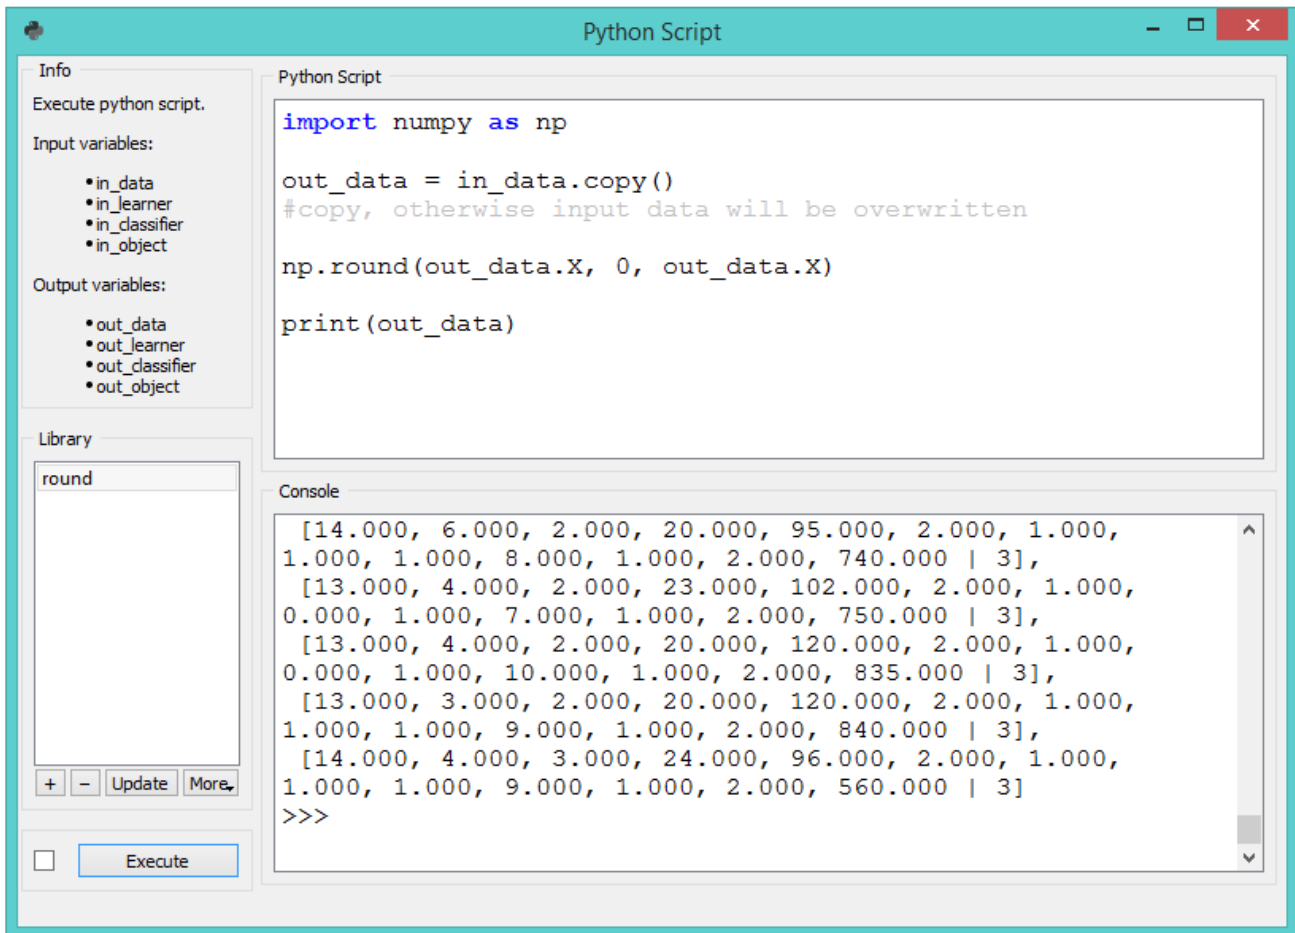 Python Script
Info
Execute python script.
Input variables:
•in_data
•in_learner
•in_classifier
•in_object
Output variables:
•out_data
•out_learner
•out_classifier
•out_object
Library
round
+ - Update More
Execute
Python Script
import numpy as np
out_data = in_data.copy()
#copy, otherwise input data will be overwritten
np.round(out_data.X, 0, out_data.X)
print(out_data)
Console
[14.000, 6.000, 2.000, 20.000, 95.000, 2.000, 1.000,
1.000, 1.000, 8.000, 1.000, 2.000, 740.000 | 3],
[13.000, 4.000, 2.000, 23.000, 102.000, 2.000, 1.000,
0.000, 1.000, 7.000, 1.000, 2.000, 750.000 | 3],
[13.000, 4.000, 2.000, 20.000, 120.000, 2.000, 1.000,
0.000, 1.000, 10.000, 1.000, 2.000, 835.000 | 3],
[13.000, 3.000, 2.000, 20.000, 120.000, 2.000, 1.000,
1.000, 1.000, 9.000, 1.000, 2.000, 840.000 | 3],
[14.000, 4.000, 3.000, 24.000, 96.000, 2.000, 1.000,
1.000, 1.000, 9.000, 1.000, 2.000, 560.000 | 3]
>>>